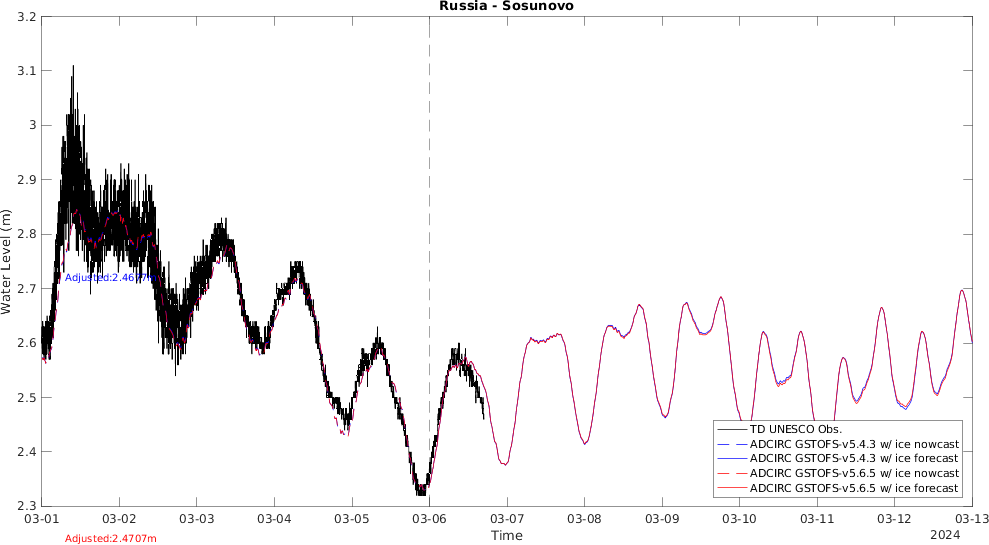 Russia - Sosunovo
3.2
3.1
3
2.9
2.8
2.7
2.6
2.5
2.4
2.3
Water Level (m)
Adjusted:2.4677m
TD UNESCO Obs.
ADCIRC GSTOFS-v5.4.3 w/ ice nowcast
ADCIRC GSTOFS-v5.4.3 w/ ice forecast
ADCIRC GSTOFS-v5.6.5 w/ ice nowcast
ADCIRC GSTOFS-v5.6.5 w/ ice forecast
03-01 03-02 03-03 03-04 03-05 03-06 03-07 03-08 03-09 03-10 03-11 03-12 03-13
Time
2024
Adjusted:2.4707m